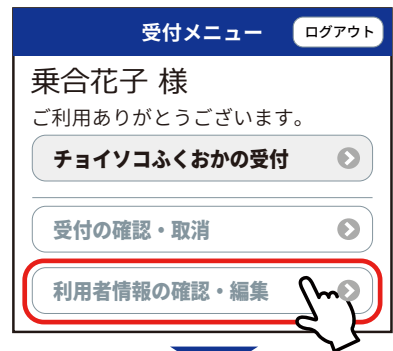 受付メニュー
ログアウト
乗合花子 様
ご利用ありがとうございます。
チョイソコふくおかの受付
受付の確認・取消
利用者情報の確認・編集